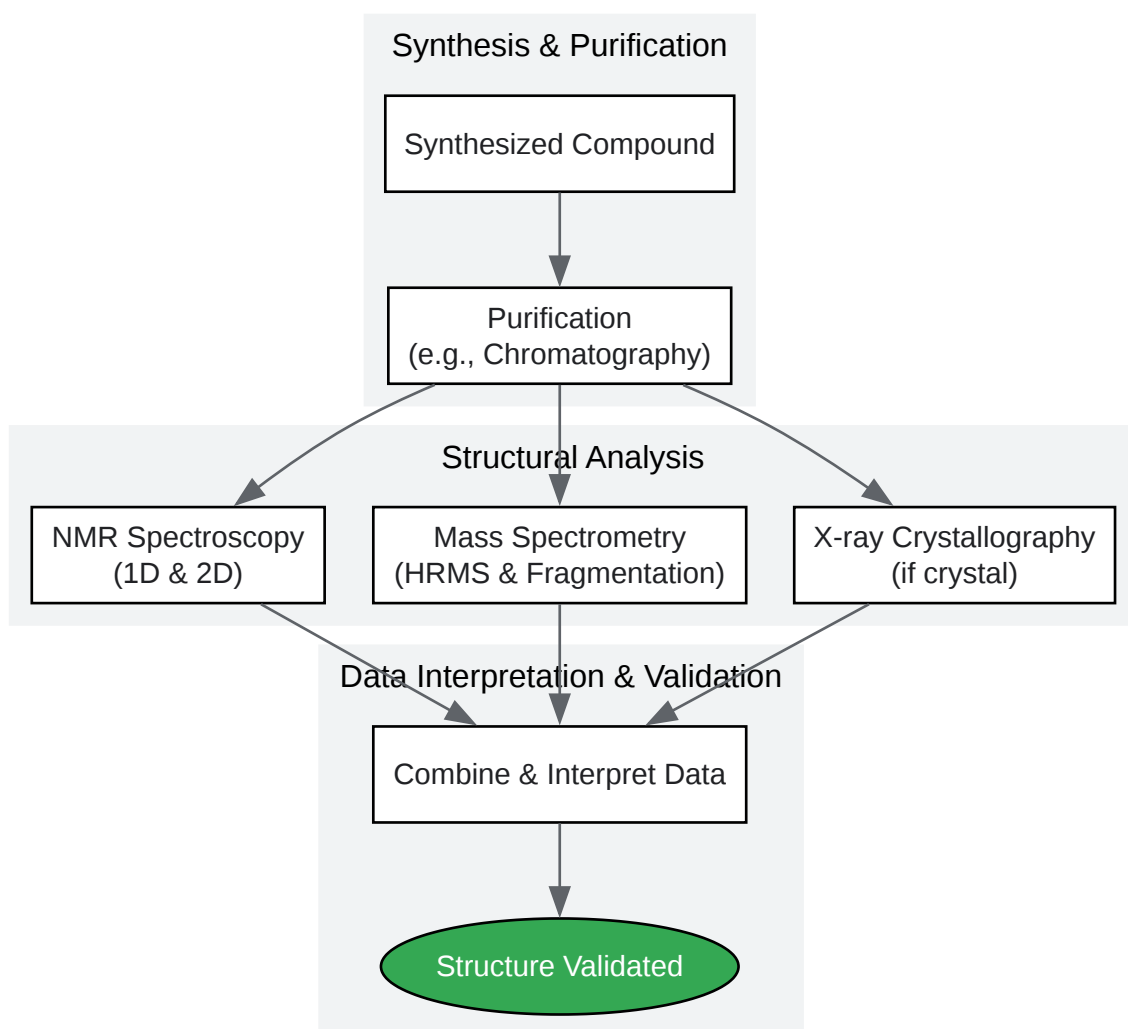 Synthesis & Purification
Synthesized Compound
Purification
(e.g., Chromatography)
Structural Analysis
NMR Spectroscopy
(1D & 2D)
Mass Spectrometry
(HRMS & Fragmentation)
X-ray Crystallography
(if crystal)
Data Interpretation & Validation
Combine & Interpret Data
Structure Validated